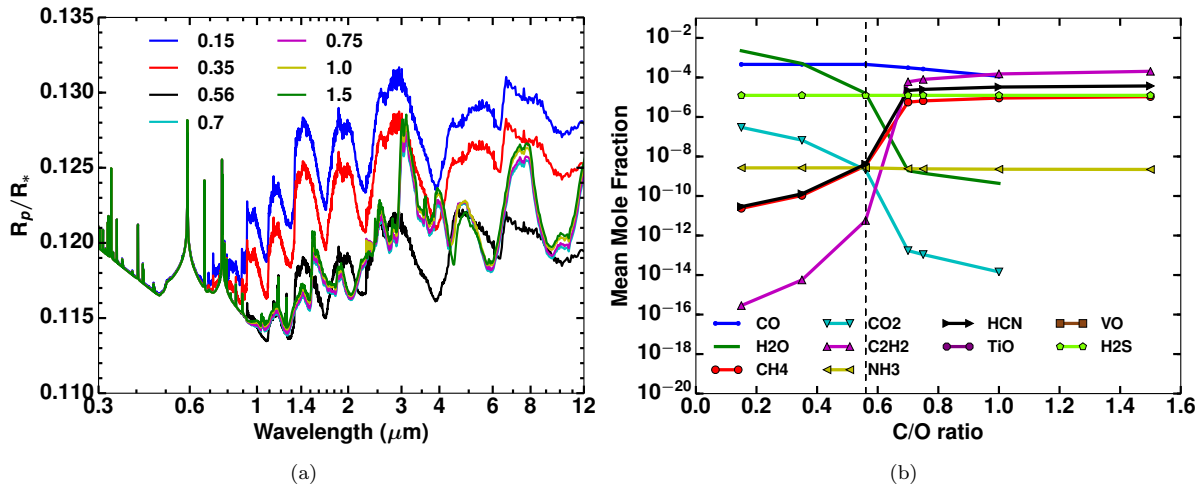 0.135
0.130
0.125
0.120
0.115
0.110
Rp/R*
0.15
0.35
0.56
0.7
0.75
1.0
1.5
0.3 0.6 1 1.4 2 3 4 6 8 12
Wavelength (μm)
(a)
10−2
10−4
10−6
10−8
10−10
10−12
10−14
10−16
10−18
10−20
Mean Mole Fraction
CO CO2 HCN VO
H2O C2H2 TiO H2S
CH4 NH3
0.0 0.2 0.4 0.6 0.8 1.0 1.2 1.4 1.6
C/O ratio
(b)